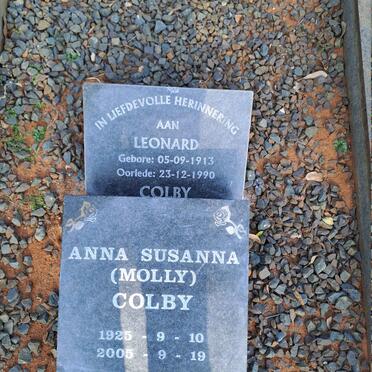 IN LIEFDEVOLLE HERINNERING
AAN
LEONARD
Gebore: 05-09-1913
Oorlede: 23-12-1990
COLBY
ANNA SUSANNA
(MOLLY)
COLBY
1925 - 9 - 10
2005 - 9 - 19